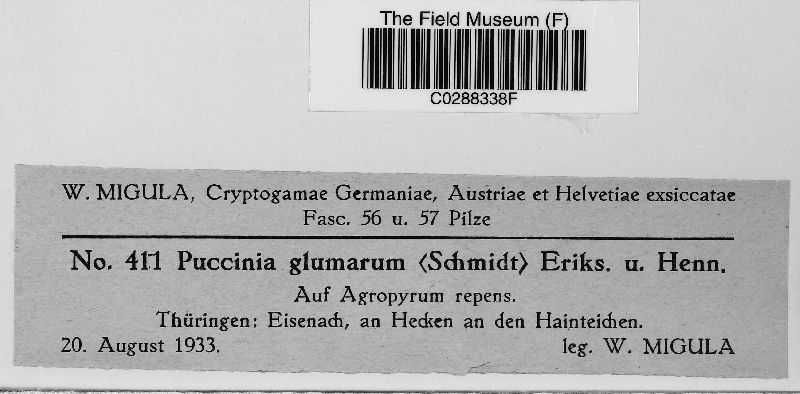 The Field Museum (F)
C0288338F
W. MIGULA, Cryptogamae Germaniae, Austriae et Helvetiae exsiccatae
Fasc. 56 u. 57 Pilze
No. 411 Puccinia glumarum ⟨Schmidt⟩ Eriks. u. Henn.
Auf Agropyrum repens.
Thüringen: Eisenach, an Hecken an den Hainteichen.
20. August 1933. leg. W. MIGULA